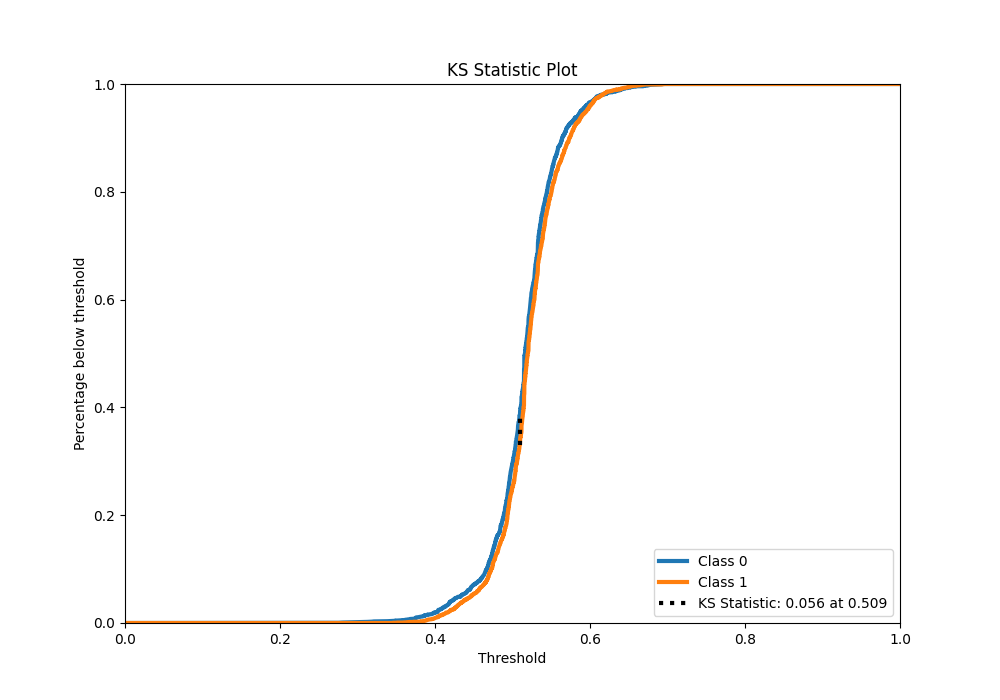 KS Statistic Plot
Percentage below threshold
1.0
0.8
0.6
0.4
0.2
0.0
0.0 0.2 0.4 0.6 0.8 1.0
Threshold
Class 0
Class 1
KS Statistic: 0.056 at 0.509